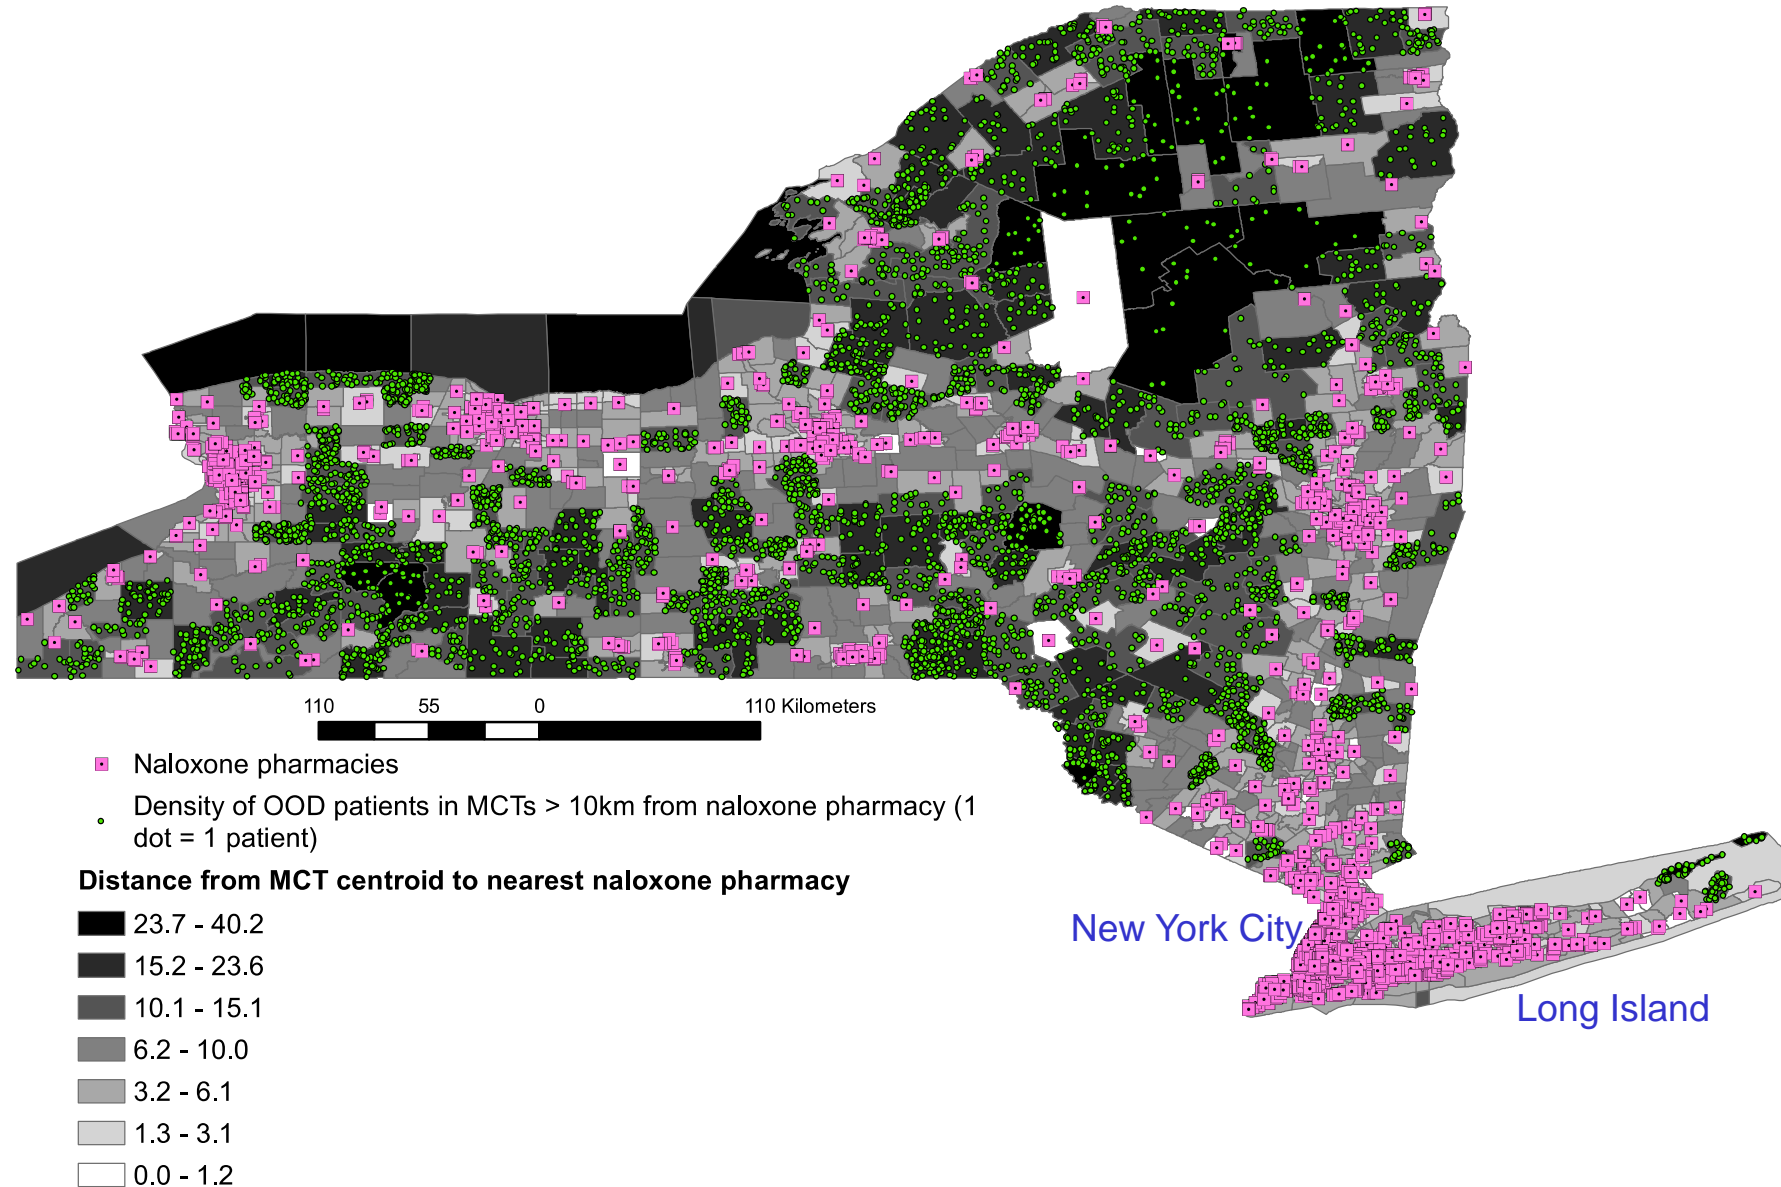 New York City
Long Island
110 55 0 110 Kilometers
Naloxone pharmacies
Density of OOD patients in MCTs > 10km from naloxone pharmacy (1
dot = 1 patient)
Distance from MCT centroid to nearest naloxone pharmacy
23.7 - 40.2
15.2 - 23.6
10.1 - 15.1
6.2 - 10.0
3.2 - 6.1
1.3 - 3.1
0.0 - 1.2